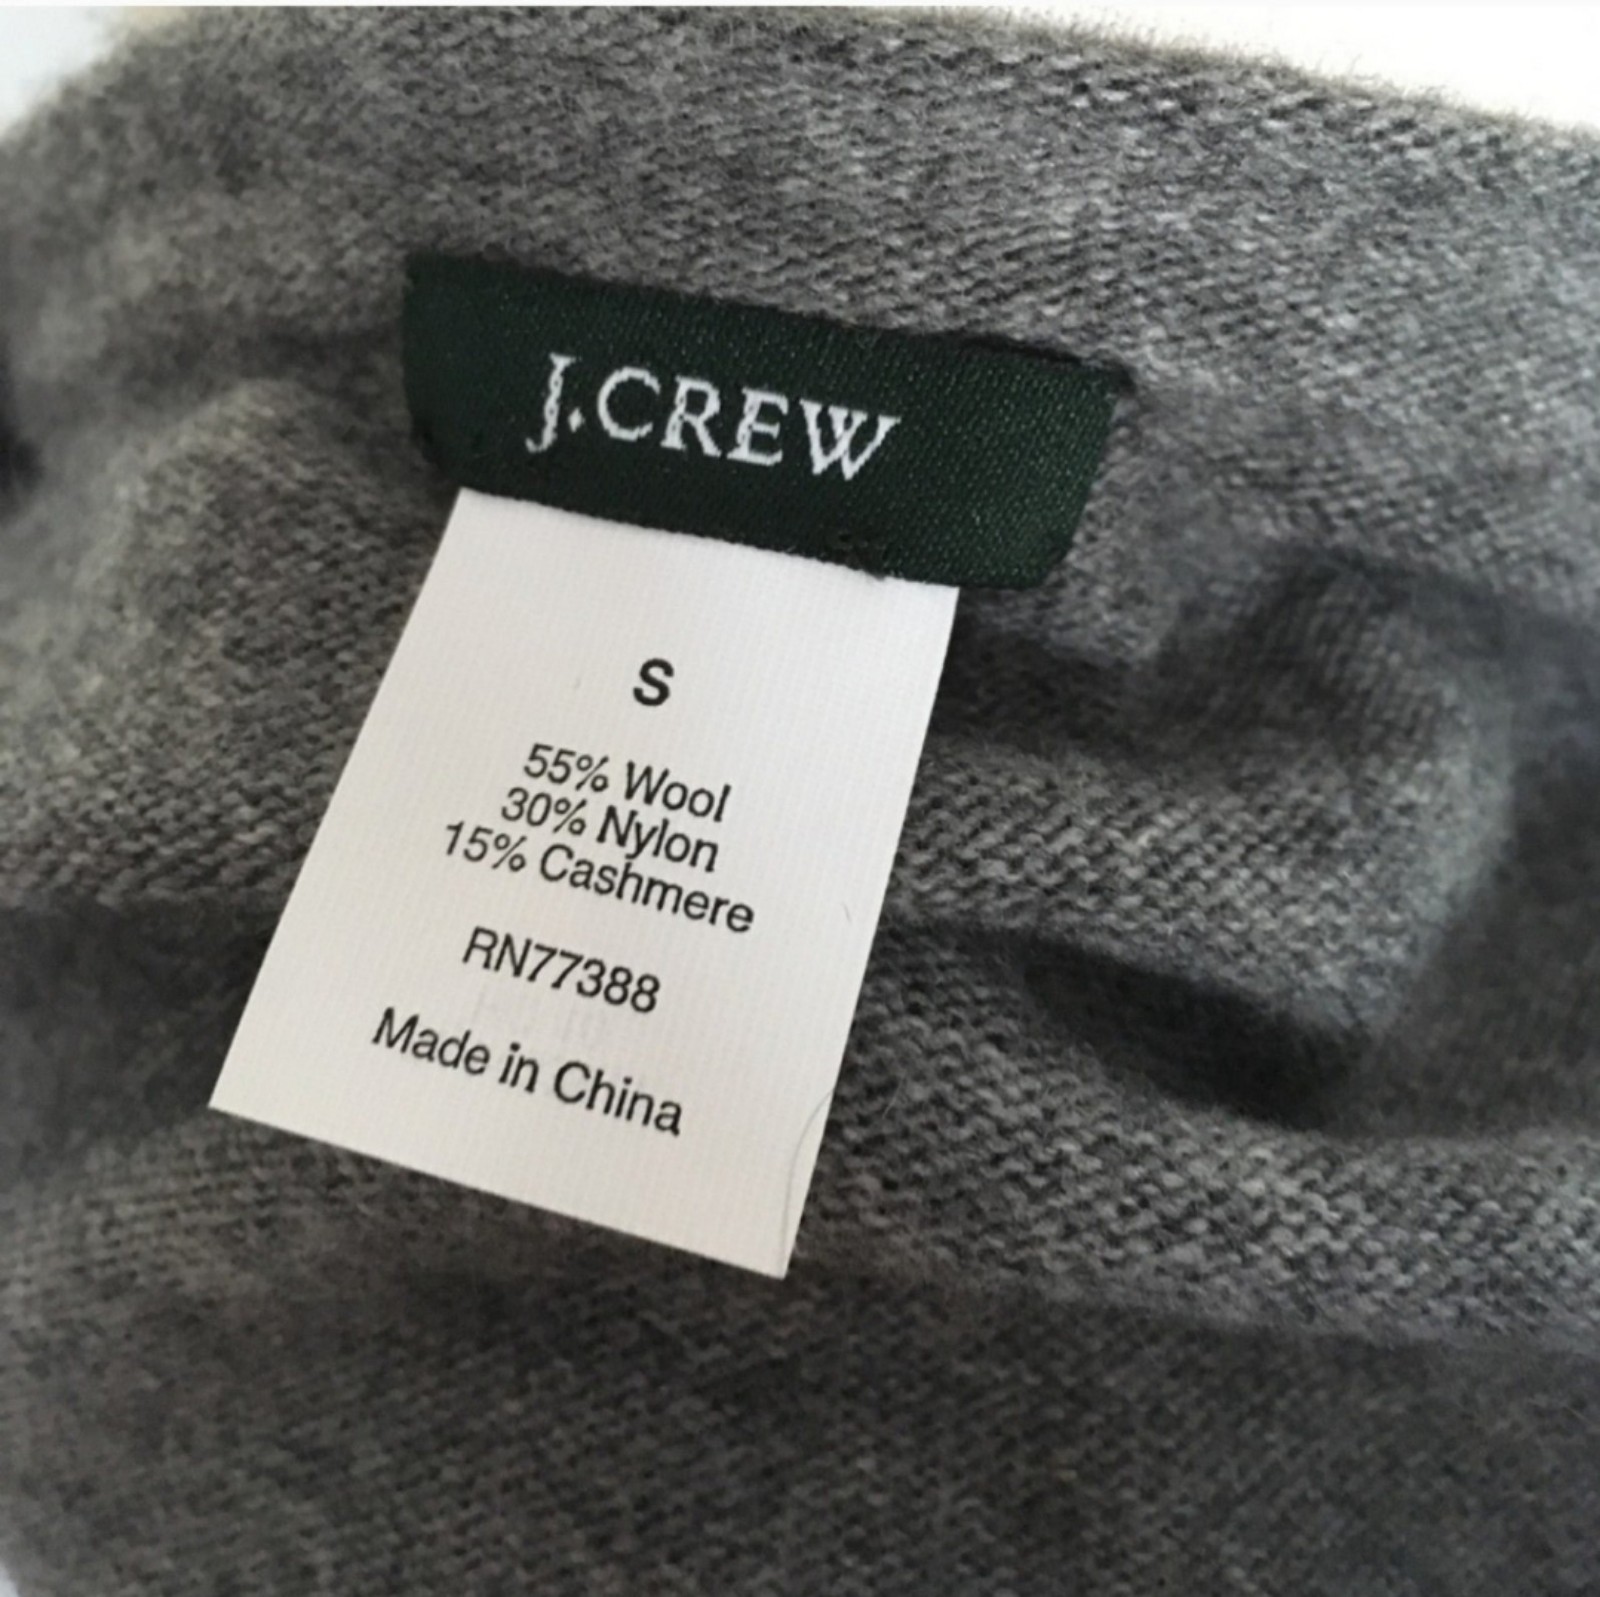 J.CREW
S
55% Wool
30% Nylon
15% Cashmere
RN77388
Made in China